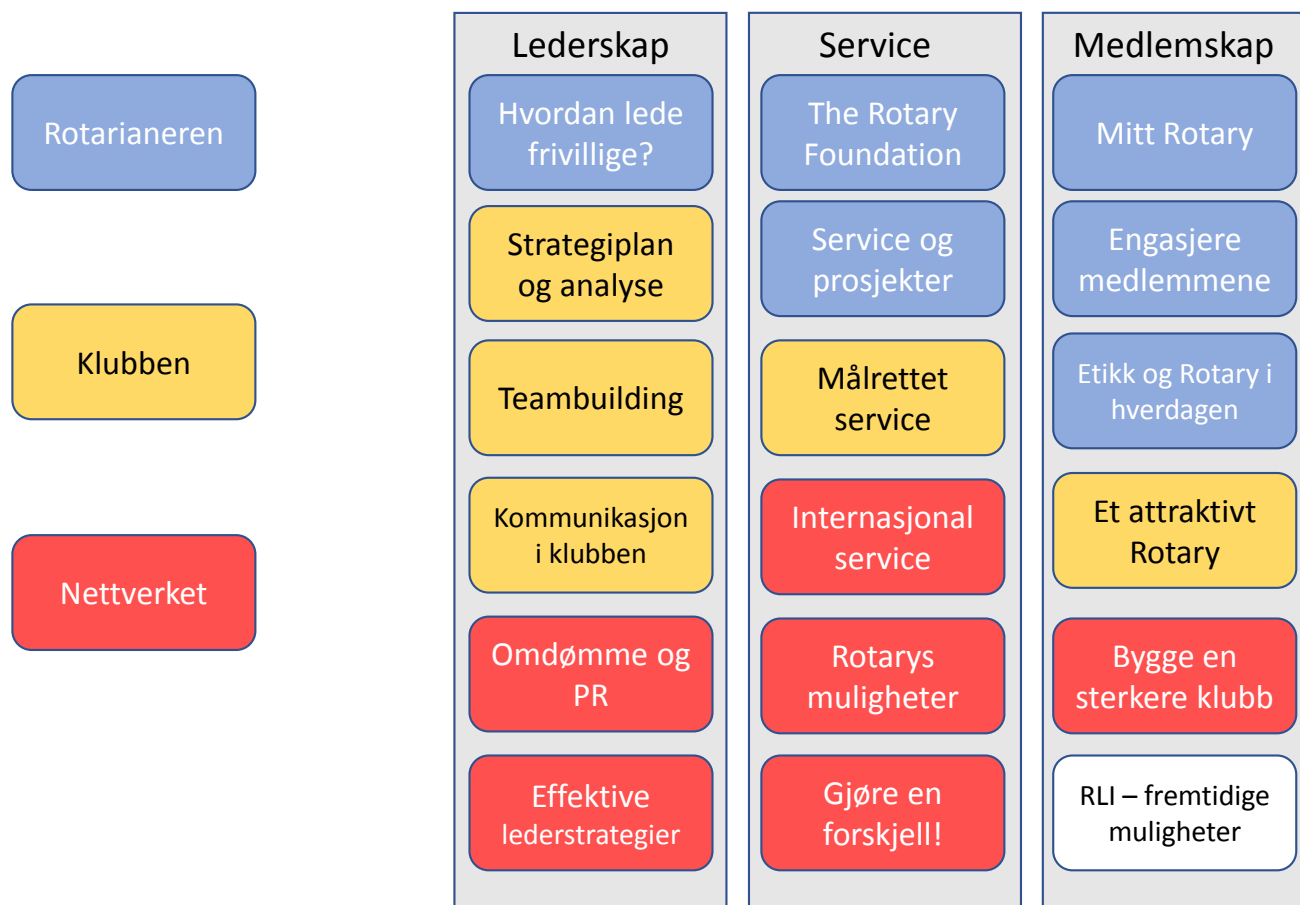 Rotarianeren
Klubben
Nettverket
Lederskap
Hvordan lede
frivillige?
Strategiplan
og analyse
Teambuilding
Kommunikasjon
i klubben
Omdømme og
PR
Effektive
lederstrategier
Service
The Rotary
Foundation
Service og
prosjekter
Målrettet
service
Internasjonal
service
Rotarys
muligheter
Gjøre en
forskjell!
Medlemskap
Mitt Rotary
Engasjere
medlemmene
Etikk og Rotary i
hverdagen
Et attraktivt
Rotary
Bygge en
sterkere klubb
RLI – fremtidige
muligheter